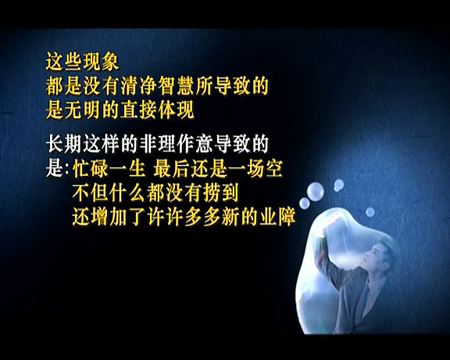 这些现象
都是没有清净智慧所导致的
是无明的直接体现
长期这样的非理作意导致的
是:忙碌一生 最后还是一场空
不但什么都没有捞到
还增加了许许多多新的业障